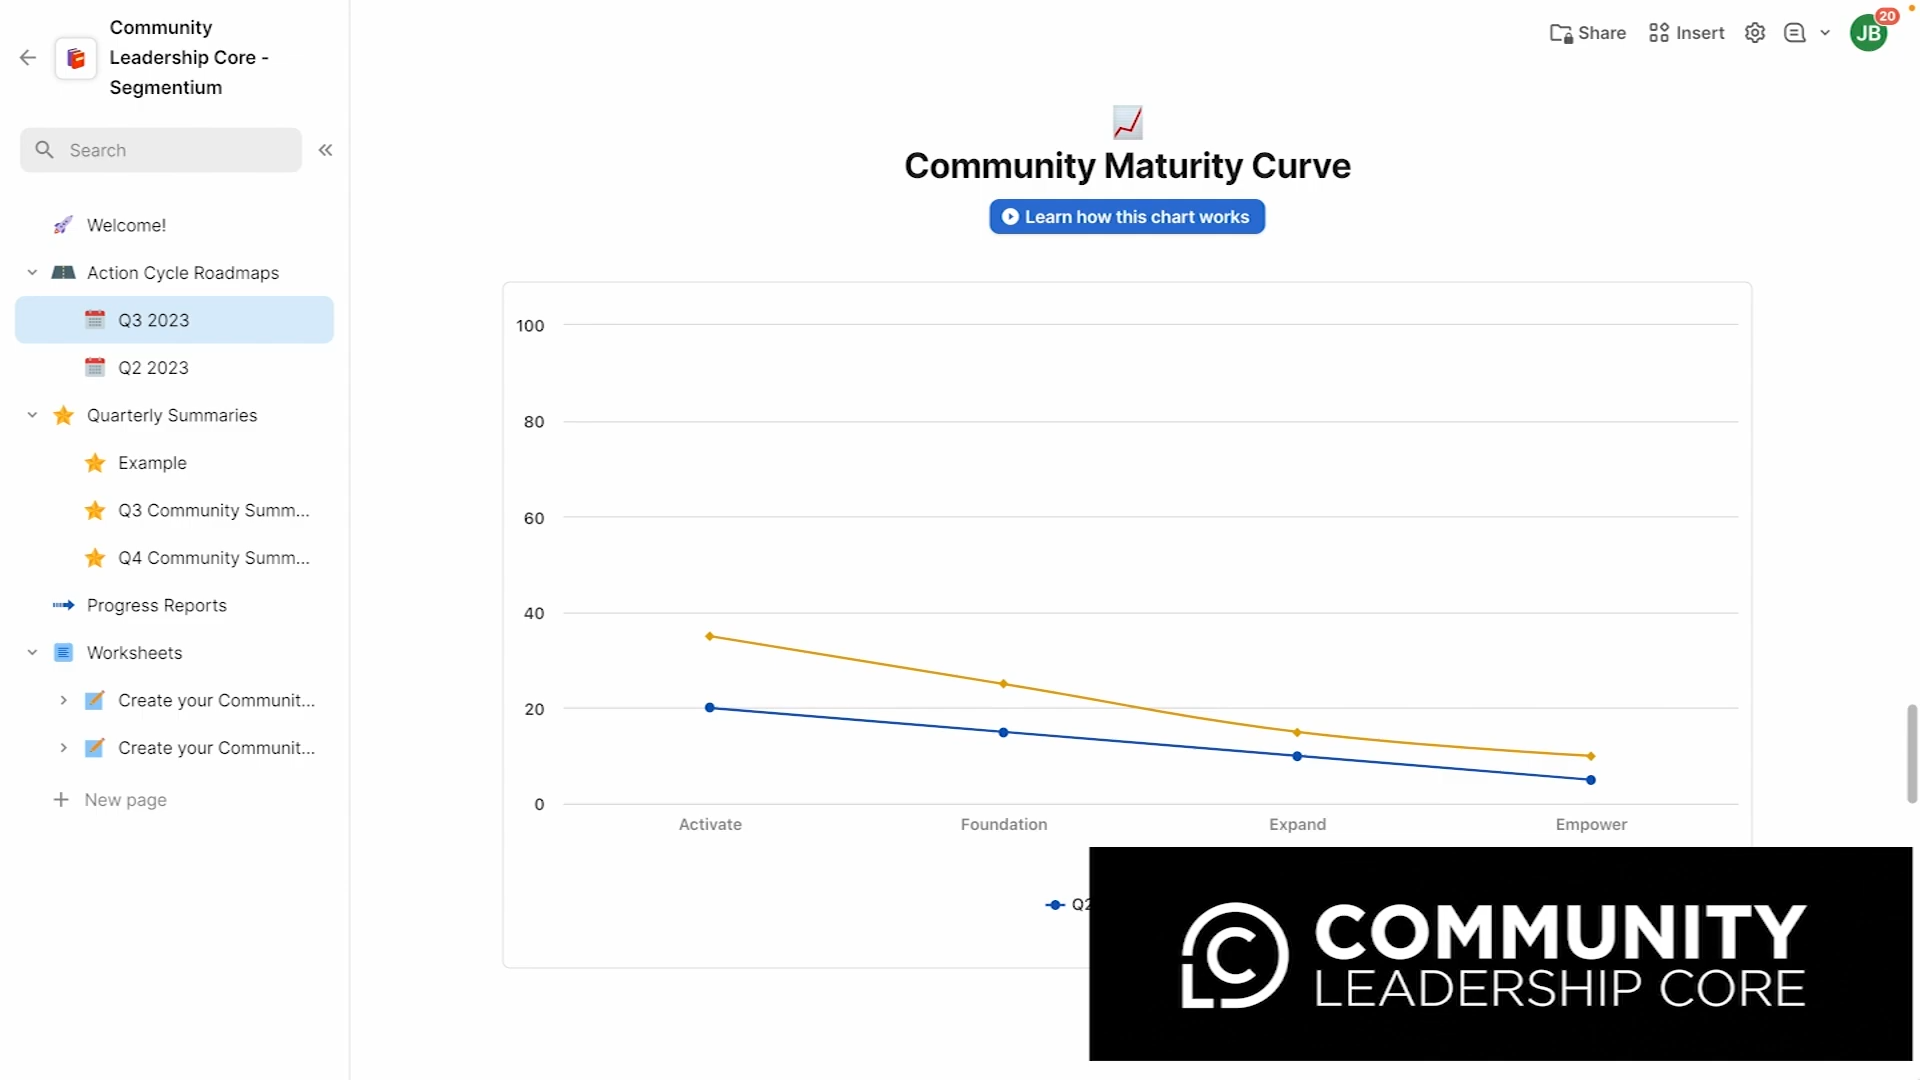 Community
Leadership Core -
Segmentium
Search
Welcome!
Action Cycle Roadmaps
Q3 2023
Q2 2023
Quarterly Summaries
Example
Q3 Community Summ...
Q4 Community Summ...
Progress Reports
Worksheets
Create your Communit...
Create your Communit...
New page
Share
Insert
JB
20
Community Maturity Curve
Learn how this chart works
100
80
60
40
20
0
Activate Foundation Expand Empower
Q2
COMMUNITY
LEADERSHIP CORE